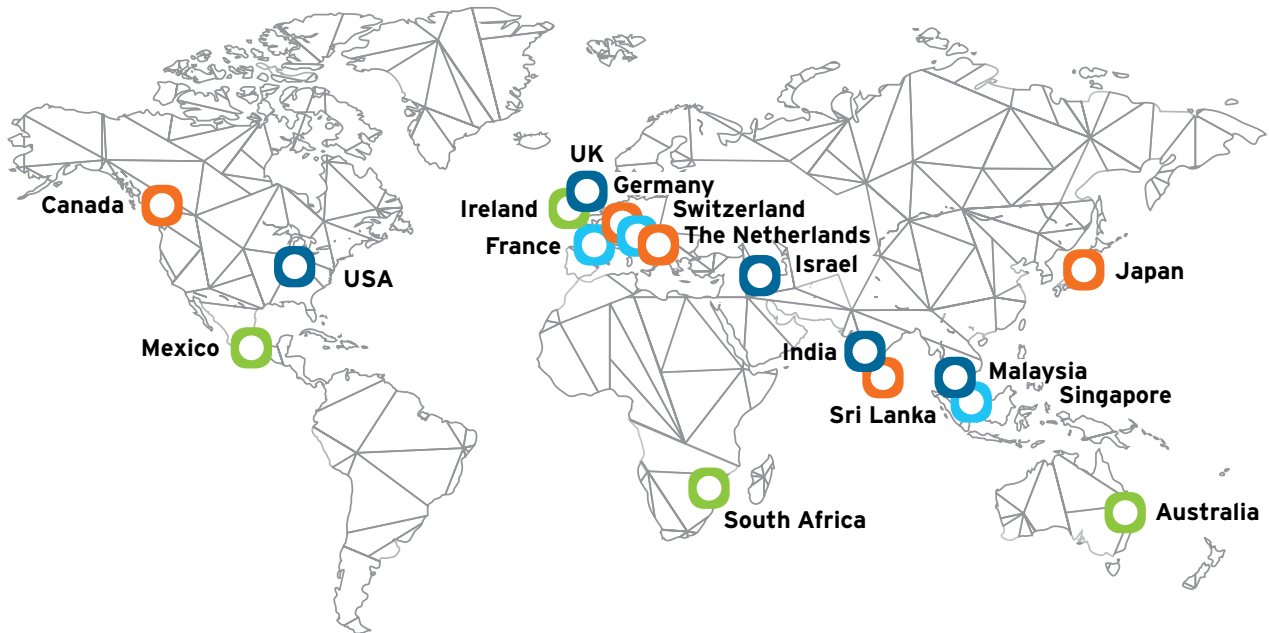 UK
Germany
Canada
Ireland
Switzerland
France
The Netherlands
USA
Israel
Japan
Mexico
India
Malaysia
Singapore
Sri Lanka
South Africa
Australia